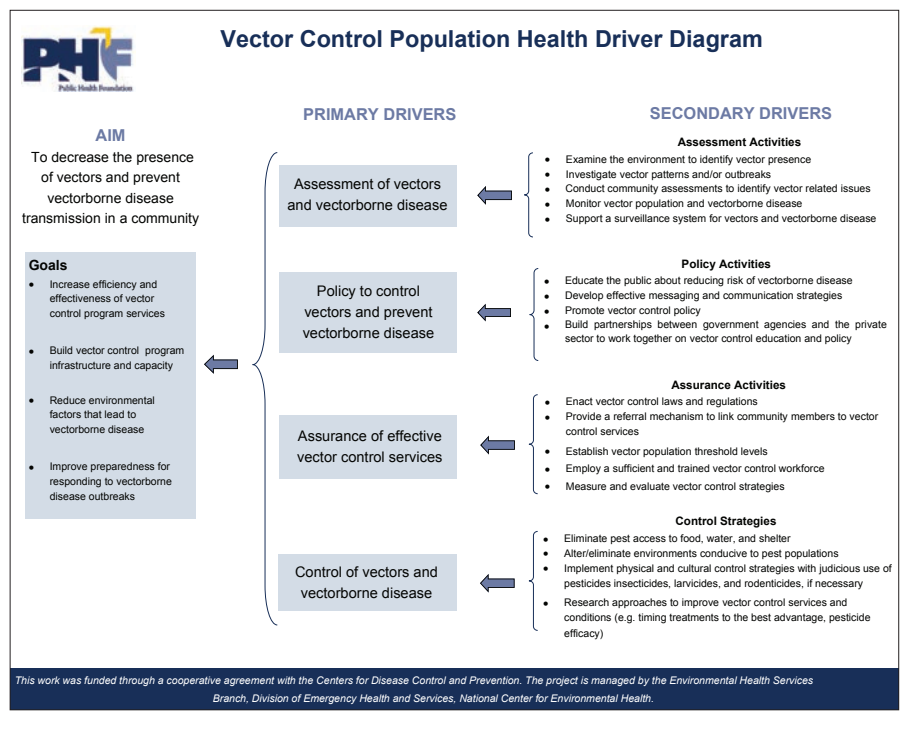 PHF
Public Health Foundation
Vector Control Population Health Driver Diagram
AIM
To decrease the presence
of vectors and prevent
vectorborne disease
transmission in a community
Goals
• Increase efficiency and
effectiveness of vector
control program services
• Build vector control program
infrastructure and capacity
• Reduce environmental
factors that lead to
vectorborne disease
• Improve preparedness for
responding to vectorborne
disease outbreaks
PRIMARY DRIVERS
Assessment of vectors
and vectorborne disease
Policy to control
vectors and prevent
vectorborne disease
Assurance of effective
vector control services
Control of vectors and
vectorborne disease
SECONDARY DRIVERS
Assessment Activities
• Examine the environment to identify vector presence
• Investigate vector patterns and/or outbreaks
• Conduct community assessments to identify vector related issues
• Monitor vector population and vectorborne disease
• Support a surveillance system for vectors and vectorborne disease
Policy Activities
• Educate the public about reducing risk of vectorborne disease
• Develop effective messaging and communication strategies
• Promote vector control policy
• Build partnerships between government agencies and the private
sector to work together on vector control education and policy
Assurance Activities
• Enact vector control laws and regulations
• Provide a referral mechanism to link community members to vector
control services
• Establish vector population threshold levels
• Employ a sufficient and trained vector control workforce
• Measure and evaluate vector control strategies
Control Strategies
• Eliminate pest access to food, water, and shelter
• Alter/eliminate environments conducive to pest populations
• Implement physical and cultural control strategies with judicious use of
pesticides insecticides, larvicides, and rodenticides, if necessary
• Research approaches to improve vector control services and
conditions (e.g. timing treatments to the best advantage, pesticide
efficacy)
This work was funded through a cooperative agreement with the Centers for Disease Control and Prevention. The project is managed by the Environmental Health Services
Branch, Division of Emergency Health and Services, National Center for Environmental Health.